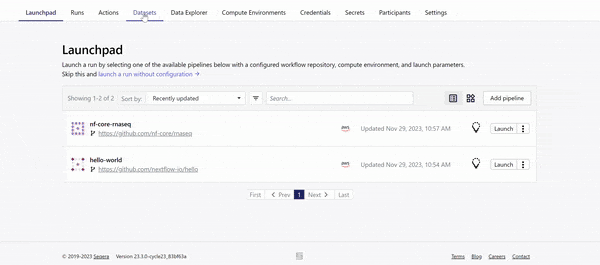 Launchpad Runs Actions Datasets Data Explorer Compute Environments Credentials Secrets Participants Settings
Launchpad
Launch a run by selecting one of the available pipelines below with a configured workflow repository, compute environment, and launch parameters.
Skip this and launch a run without configuration →
Showing 1-2 of 2 Sort by: Recently updated Search... Add pipeline
nf-core-rnaseq
https://github.com/nf-core/rnaseq
aws Updated Nov 29, 2023, 10:57 AM Launch
hello-world
https://github.com/nextflow-io/hello
aws Updated Nov 29, 2023, 10:54 AM Launch
First < Prev 1 Next > Last
© 2019-2023 Seqera Version 23.3.0-cycle23_83bf63a Terms Blog Careers Contact